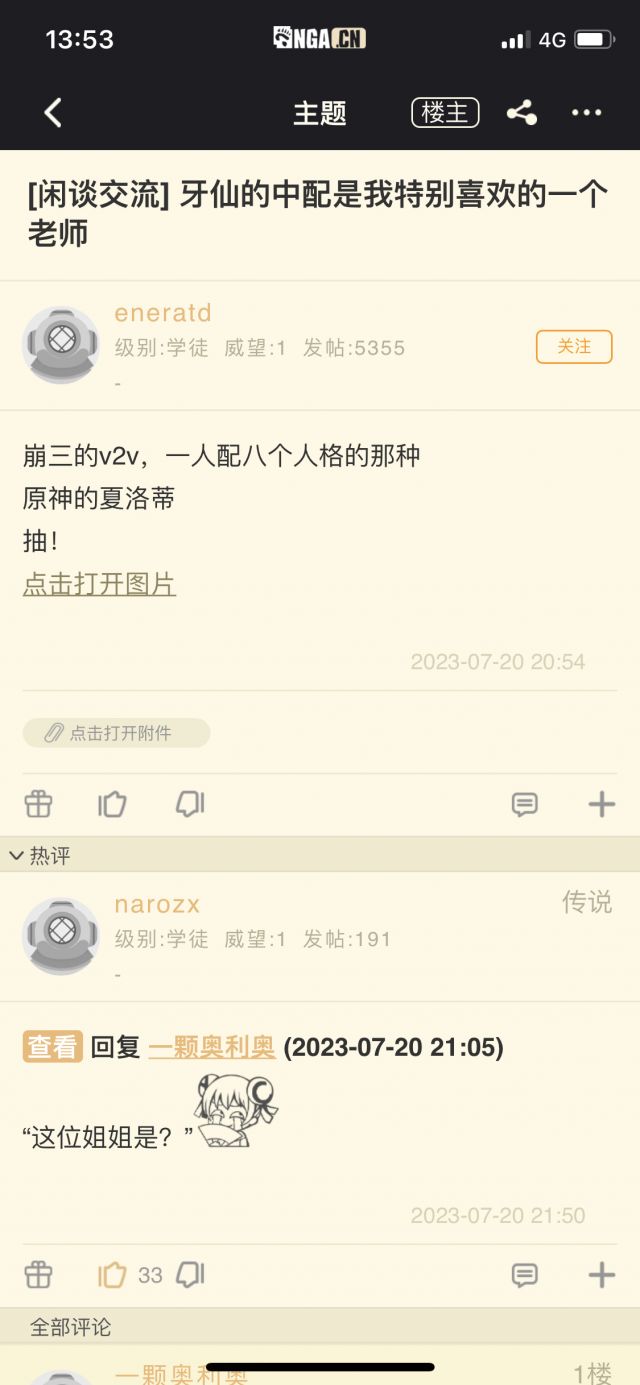 13:53
NGA.CN
4G
主题
楼主
[闲谈交流] 牙仙的中配是我特别喜欢的一个
老师
eneratd
级别:学徒 威望:1 发帖:5355
关注
-
崩三的v2v，一人配八个人格的那种
原神的夏洛蒂
抽！
点击打开图片
2023-07-20 20:54
点击打开附件
热评
narozx
传说
级别:学徒 威望:1 发帖:191
-
查看 回复 一颗奥利奥 (2023-07-20 21:05)
“这位姐姐是？”
2023-07-20 21:50
33
全部评论
一颗奥利奥
1楼